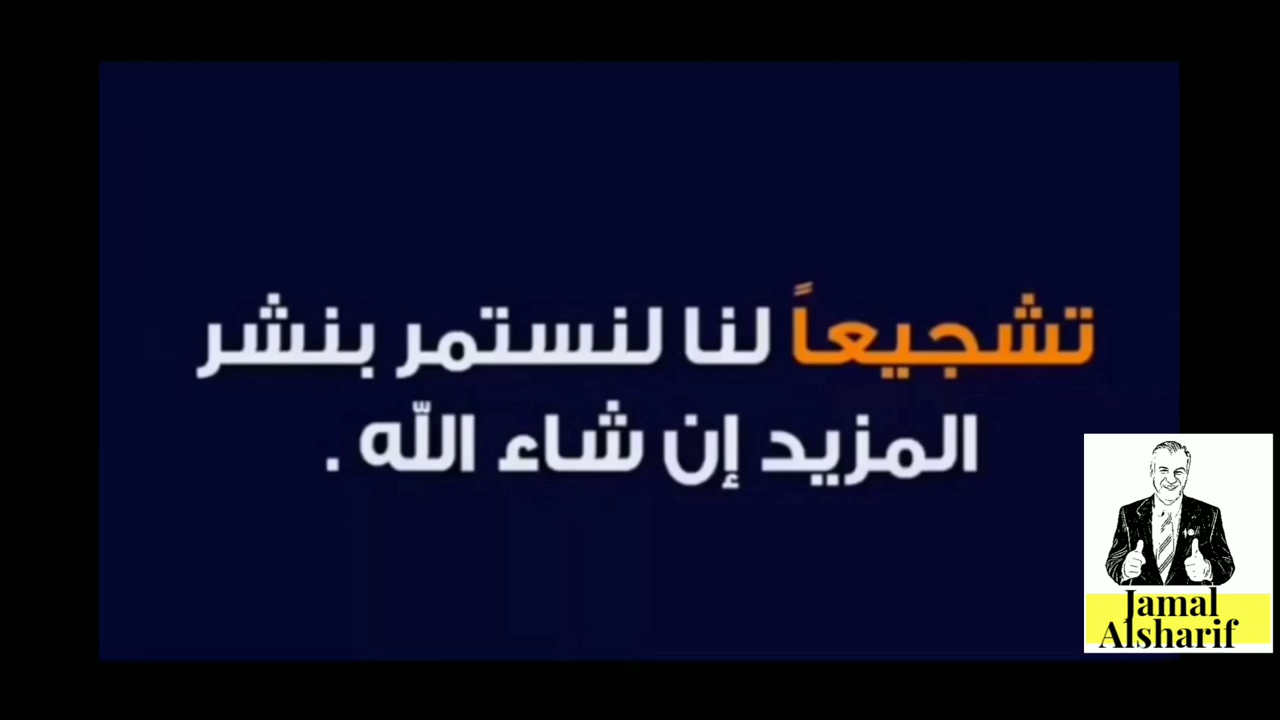 تشجيعاً لنا لنستمر بنشر
المزيد إن شاء الله .
Jamal
Alsharif